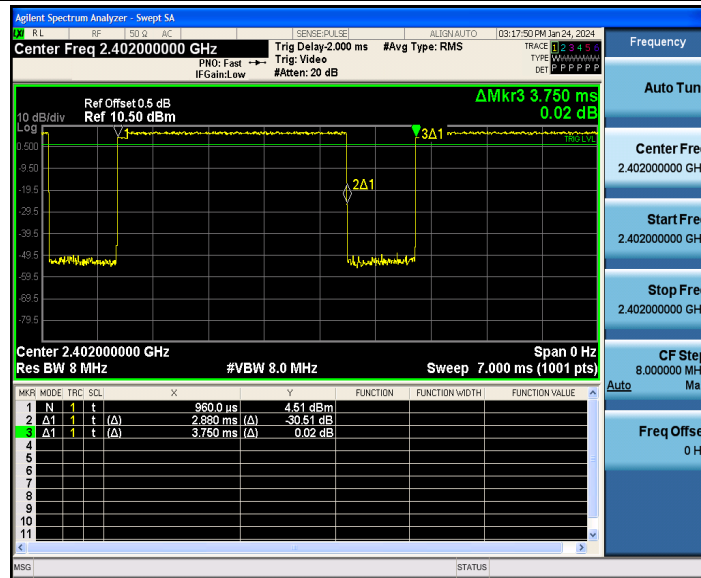 Agilent Spectrum Analyzer - Swept SA
LXI RL RF 50 Ω AC SENSE:PULSE ALIGN AUTO 03:17:50 PM Jan 24, 2024
Center Freq 2.402000000 GHz
PNO: Fast
IFGain:Low
Trig Delay-2.000 ms
Trig: Video
#Atten: 20 dB
#Avg Type: RMS
TRACE 1 2 3 4 5 6
TYPE W
DET P P P P P P
Frequency
ΔMkr3 3.750 ms
0.02 dB
Ref Offset 0.5 dB
10 dB/div Ref 10.50 dBm
Log
1
3Δ1
TRIG LVL
2Δ1
0.500
-9.50
-19.5
-29.5
-39.5
-49.5
-59.5
-69.5
-79.5
Center 2.402000000 GHz Span 0 Hz
Res BW 8 MHz #VBW 8.0 MHz Sweep 7.000 ms (1001 pts)
MKR MODE TRC SCL X Y FUNCTION FUNCTION WIDTH FUNCTION VALUE
1 N 1 t 960.0 µs 4.51 dBm
2 Δ1 1 t (Δ) 2.880 ms (Δ) -30.51 dB
3 Δ1 1 t (Δ) 3.750 ms (Δ) 0.02 dB
4
5
6
7
8
9
10
11
MSG STATUS
Auto Tun
Center Fre
2.402000000 GH
Start Fre
2.402000000 GH
Stop Fre
2.402000000 GH
CF Step
8.000000 MH
Auto Ma
Freq Offse
0 H